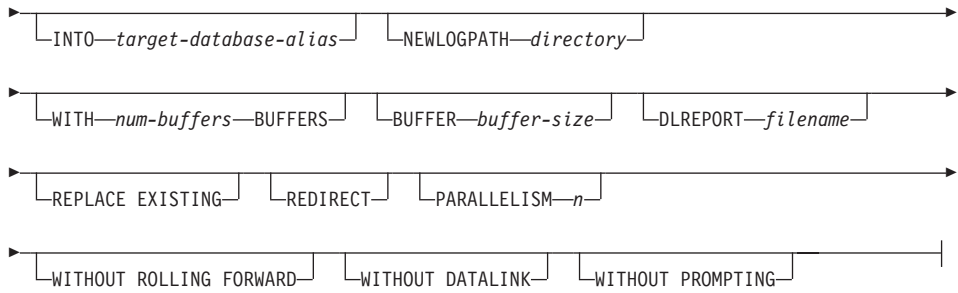 INTO target-database-alias NEWLOGPATH directory
WITH num-buffers BUFFERS BUFFER buffer-size DLREPORT filename
REPLACE EXISTING REDIRECT PARALLELISM n
WITHOUT ROLLING FORWARD WITHOUT DATALINK WITHOUT PROMPTING